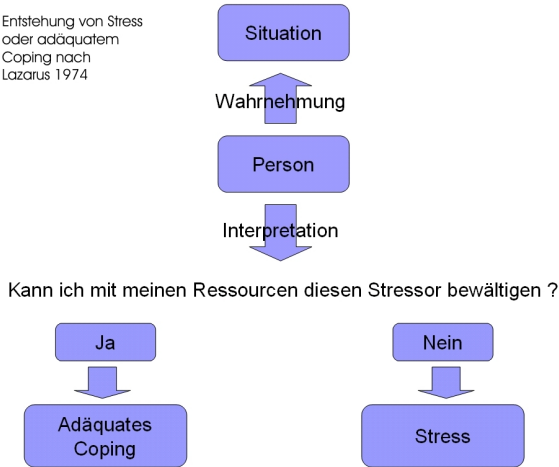 Entstehung von Stress
oder adäquatem
Coping nach
Lazarus 1974
Situation
Wahrnehmung
Person
Interpretation
Kann ich mit meinen Ressourcen diesen Stressor bewältigen ?
Ja
Nein
Adäquates
Coping
Stress